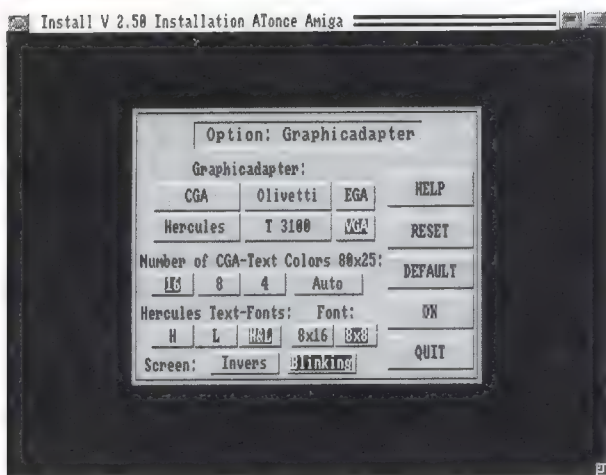 Install V 2.50 Installation ATonce Amiga
Option: Graphicadapter
Graphicadapter:
CGA Olivetti EGA HELP
Hercules T 3100 VGA RESET
Number of CGA-Text Colors 80x25:
16 8 4 Auto DEFAULT
Hercules Text-Fonts: Font:
H L H&L 8x16 8x8
Screen: Invers Blinking QUIT